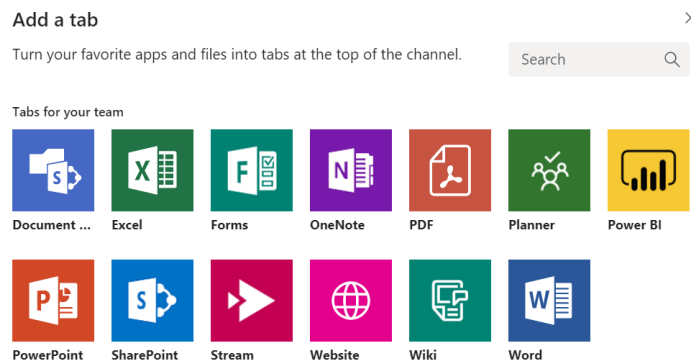 Add a tab
Turn your favorite apps and files into tabs at the top of the channel.
Search
Tabs for your team
Document ...
Excel
Forms
OneNote
PDF
Planner
Power BI
PowerPoint
SharePoint
Stream
Website
Wiki
Word